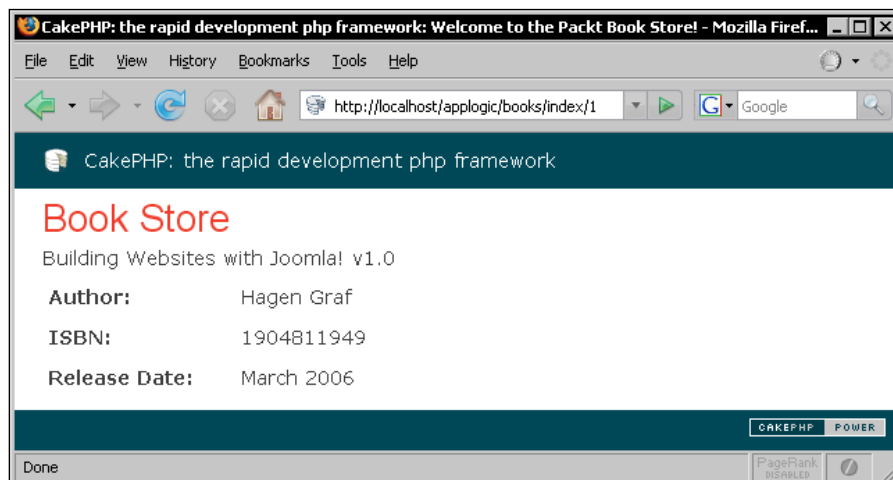 CakePHP: the rapid development php framework: Welcome to the Packt Book Store! - Mozilla Firef...
File Edit View History Bookmarks Tools Help
http://localhost/applogic/books/index/1 G Google
CakePHP: the rapid development php framework
Book Store
Building Websites with Joomla! v1.0
Author: Hagen Graf
ISBN: 1904811949
Release Date: March 2006
CAKEPHP POWER
Done PageRank
DISABLED